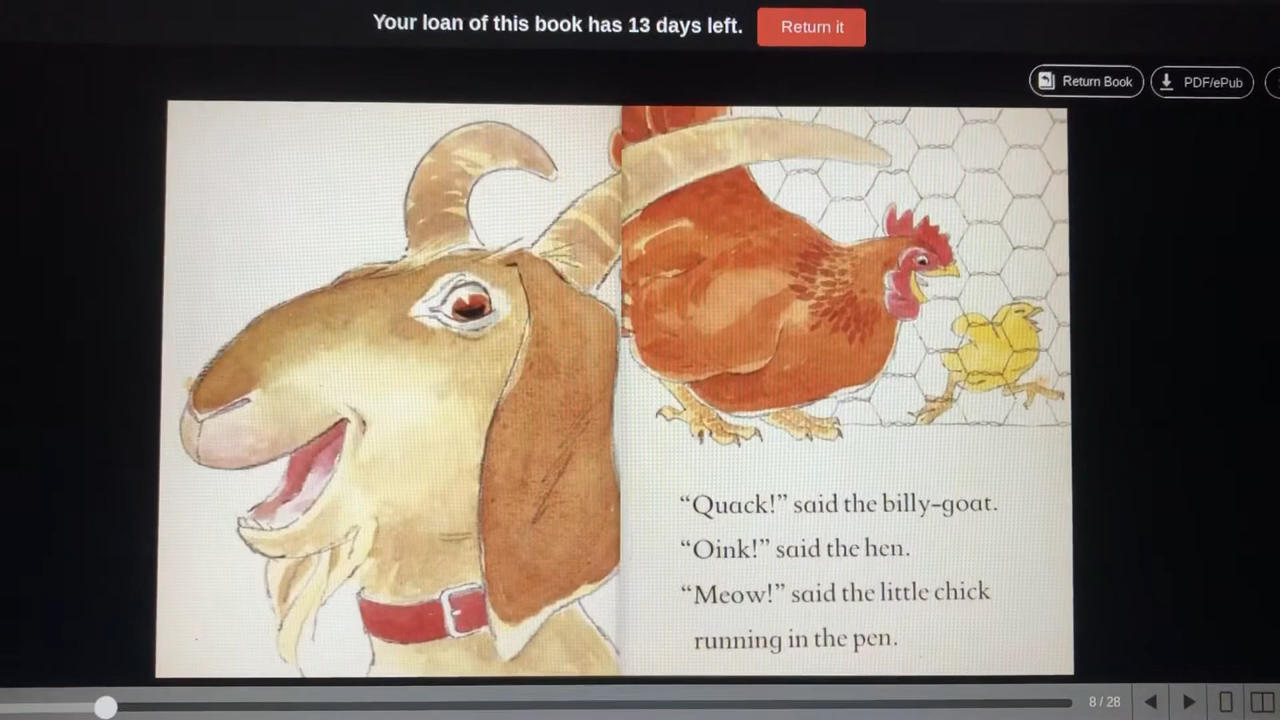 Your loan of this book has 13 days left.
Return it
Return Book
PDF/ePub
“Quack!” said the billy-goat.
“Oink!” said the hen.
“Meow!” said the little chick
running in the pen.
8 / 28